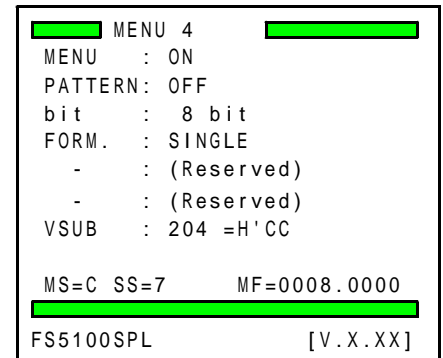 MENU 4
MENU : ON
PATTERN: OFF
bit : 8 bit
FORM. : SINGLE
- : (Reserved)
- : (Reserved)
VSUB : 204 =H'CC
MS=C SS=7 MF=0008.0000
FS5100SPL [V.X.XX]